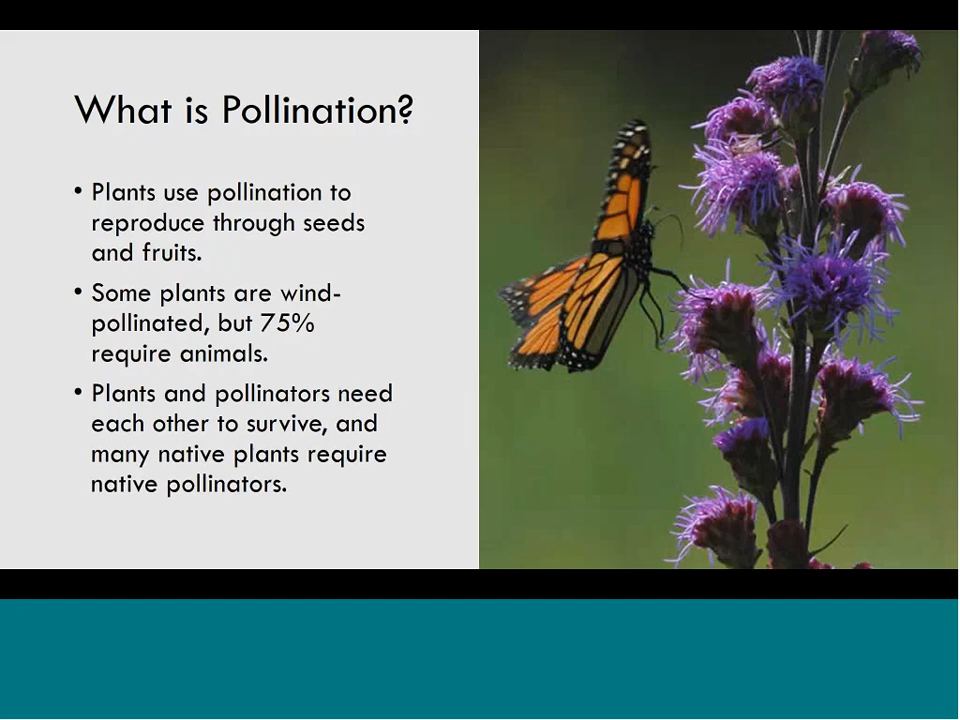 What is Pollination?
• Plants use pollination to
reproduce through seeds
and fruits.
• Some plants are wind-
pollinated, but 75%
require animals.
• Plants and pollinators need
each other to survive, and
many native plants require
native pollinators.